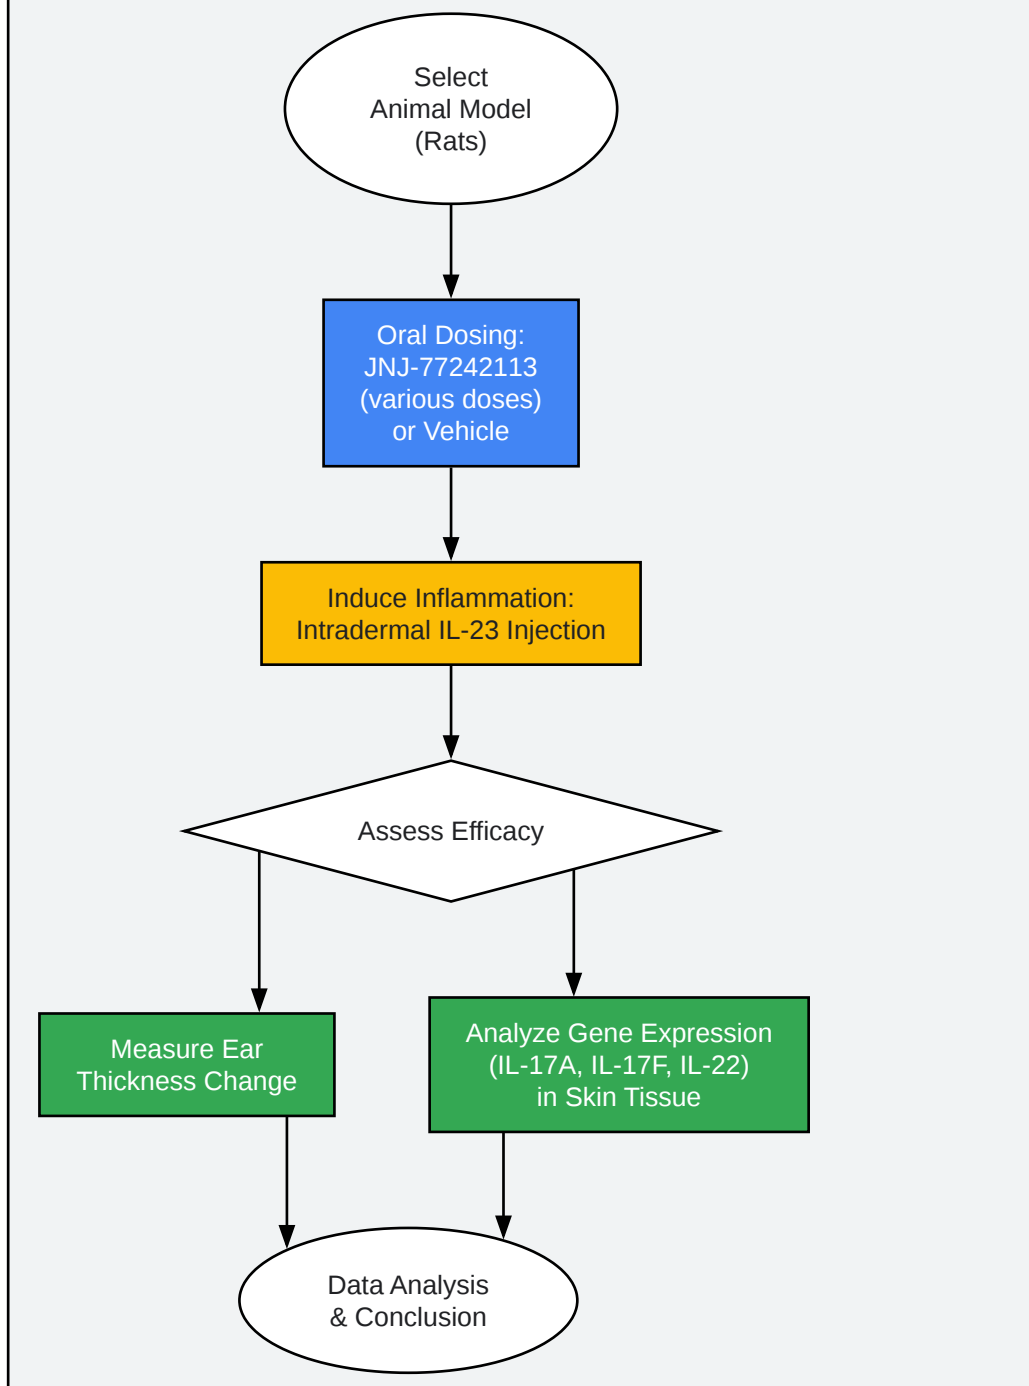 Select
Animal Model
(Rats)
Oral Dosing:
JNJ-77242113
(various doses)
or Vehicle
Induce Inflammation:
Intradermal IL-23 Injection
Assess Efficacy
Measure Ear
Thickness Change
Analyze Gene Expression
(IL-17A, IL-17F, IL-22)
in Skin Tissue
Data Analysis
& Conclusion